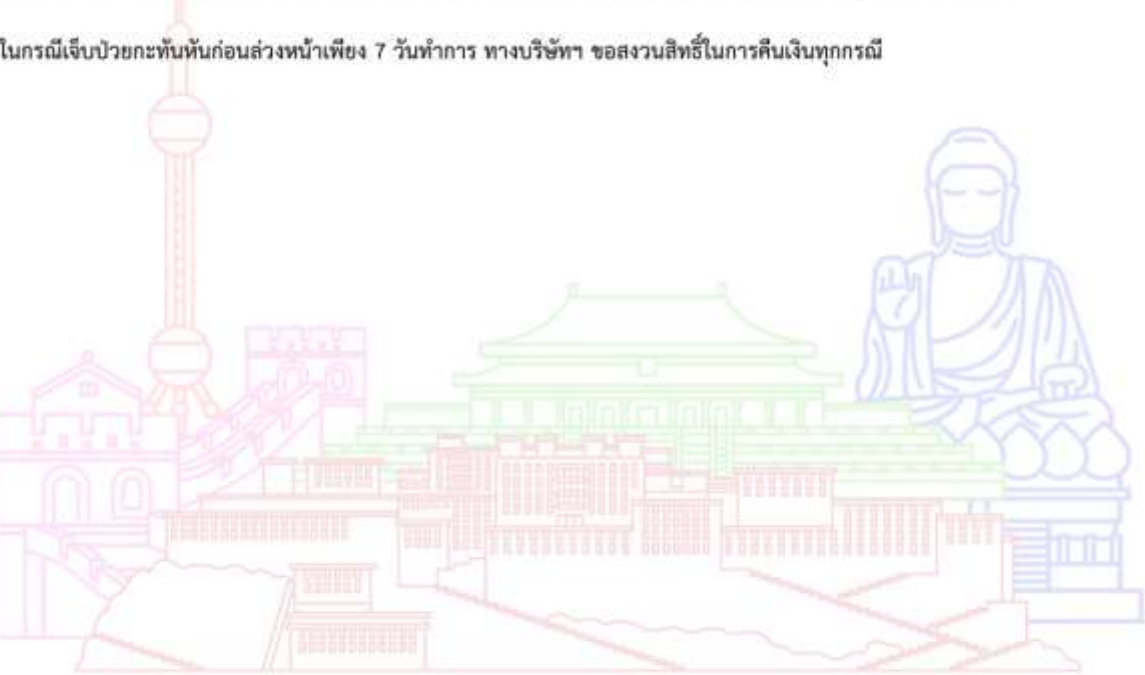 ในกรณีเจ็บป่วยกะทันหันก่อนล่วงหน้าเพียง 7 วันทำการ ทางบริษัทฯ ขอสงวนสิทธิ์ในการคืนเงินทุกกรณี